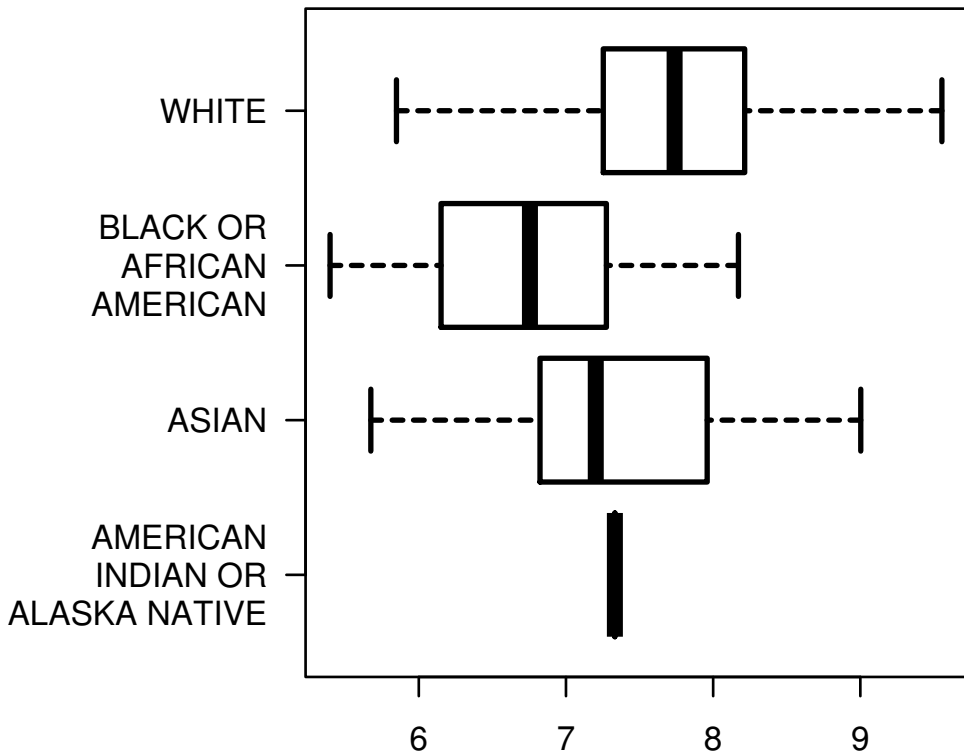 WHITE
BLACK OR
AFRICAN
AMERICAN
ASIAN
AMERICAN
INDIAN OR
ALASKA NATIVE
6 7 8 9